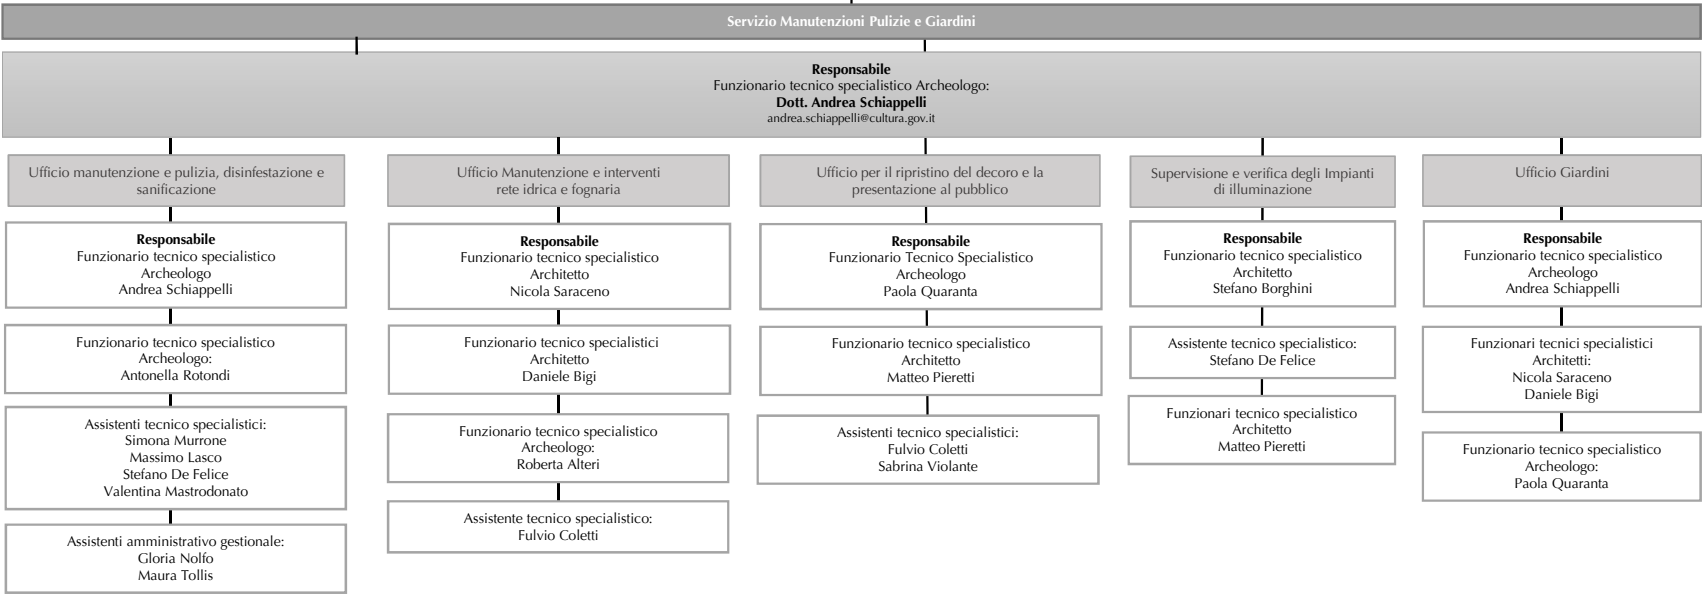 Servizio Manutenzioni Pulizie e Giardini
Responsabile
Funzionario tecnico specialistico Archeologo:
Dott. Andrea Schiappelli
andrea.schiappelli@cultura.gov.it
Ufficio manutenzione e pulizia, disinfestazione e
sanificazione
Responsabile
Funzionario tecnico specialistico
Archeologo
Andrea Schiappelli
Funzionario tecnico specialistico
Archeologo:
Antonella Rotondi
Assistenti tecnico specialistici:
Simona Murrone
Massimo Lasco
Stefano De Felice
Valentina Mastrodonato
Assistenti amministrativo gestionale:
Gloria Nolfo
Maura Tollis
Ufficio Manutenzione e interventi
rete idrica e fognaria
Responsabile
Funzionario tecnico specialistico
Architetto
Nicola Saraceno
Funzionario tecnico specialistici
Architetto
Daniele Bigi
Funzionario tecnico specialistico
Archeologo:
Roberta Alteri
Assistente tecnico specialistico:
Fulvio Coletti
Ufficio per il ripristino del decoro e la
presentazione al pubblico
Responsabile
Funzionario Tecnico Specialistico
Archeologo
Paola Quaranta
Funzionario tecnico specialistico
Architetto
Matteo Pieretti
Assistenti tecnico specialistici:
Fulvio Coletti
Sabrina Violante
Supervisione e verifica degli Impianti
di illuminazione
Responsabile
Funzionario tecnico specialistico
Architetto
Stefano Borghini
Assistente tecnico specialistico:
Stefano De Felice
Funzionari tecnico specialistico
Architetto
Matteo Pieretti
Ufficio Giardini
Responsabile
Funzionario tecnico specialistico
Archeologo
Andrea Schiappelli
Funzionari tecnici specialistici
Architetti:
Nicola Saraceno
Daniele Bigi
Funzionario tecnico specialistico
Archeologo:
Paola Quaranta